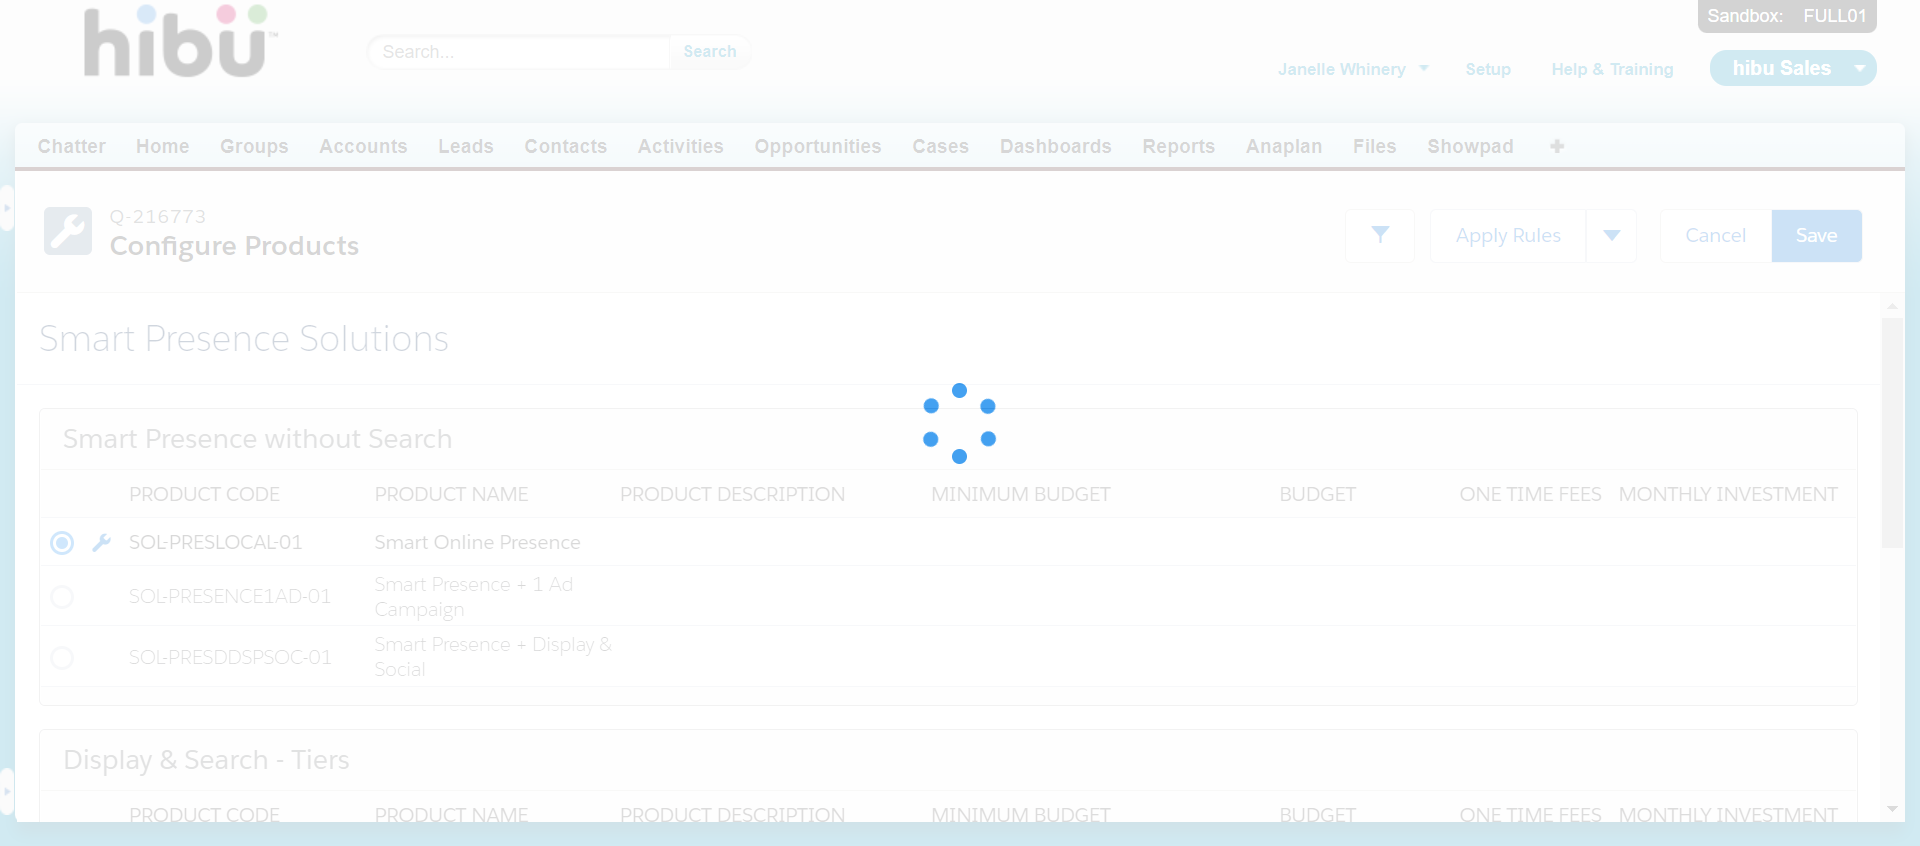 hibu™
Search...
Search
Sandbox: FULL01
Janelle Whinery
Setup
Help & Training
hibu Sales
Chatter Home Groups Accounts Leads Contacts Activities Opportunities Cases Dashboards Reports Anaplan Files Showpad
Q-216773
Configure Products
Apply Rules
Cancel
Save
Smart Presence Solutions
Smart Presence without Search
PRODUCT CODE PRODUCT NAME PRODUCT DESCRIPTION MINIMUM BUDGET BUDGET ONE TIME FEES MONTHLY INVESTMENT
SOL-PRESLOCAL-01 Smart Online Presence
SOL-PRESENCE1AD-01 Smart Presence + 1 Ad
Campaign
SOL-PRESDDSPSOC-01 Smart Presence + Display &
Social
Display & Search - Tiers
PRODUCT CODE PRODUCT NAME PRODUCT DESCRIPTION MINIMUM BUDGET BUDGET ONE TIME FEES MONTHLY INVESTMENT